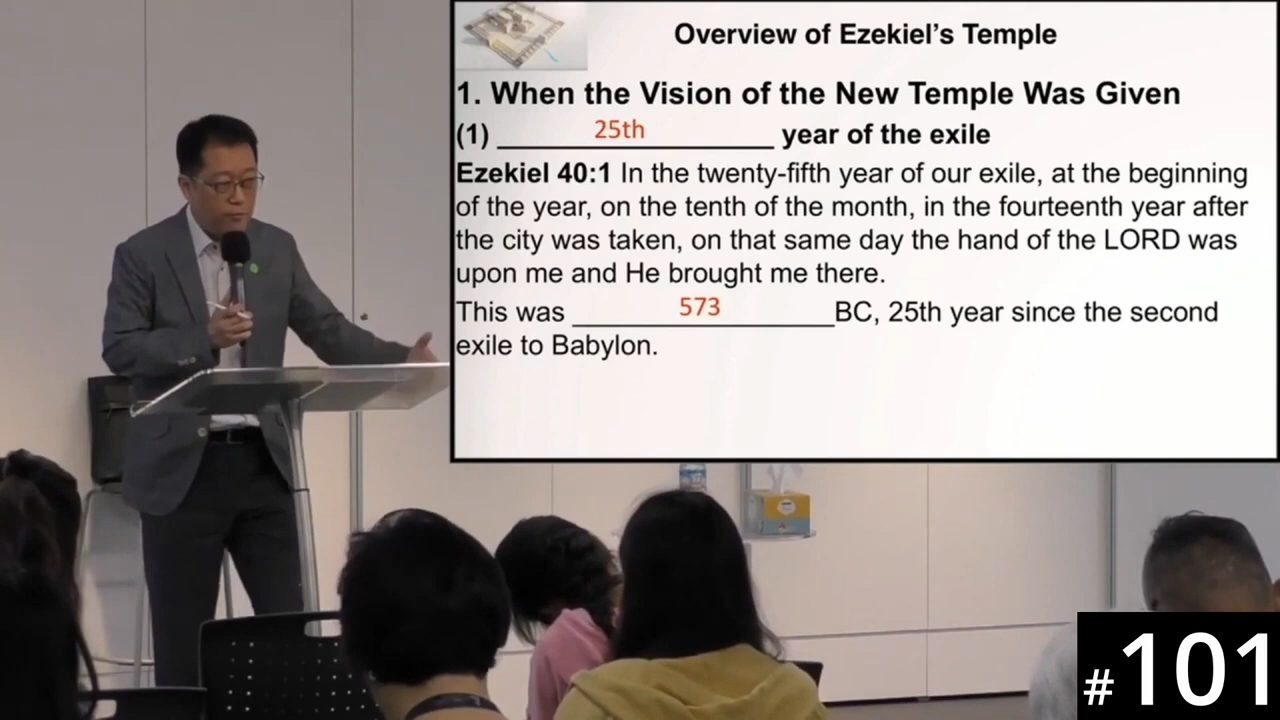 Overview of Ezekiel's Temple
1. When the Vision of the New Temple Was Given
(1) 25th year of the exile
Ezekiel 40:1 In the twenty-fifth year of our exile, at the beginning
of the year, on the tenth of the month, in the fourteenth year after
the city was taken, on that same day the hand of the LORD was
upon me and He brought me there.
This was 573 BC, 25th year since the second
exile to Babylon.
#101